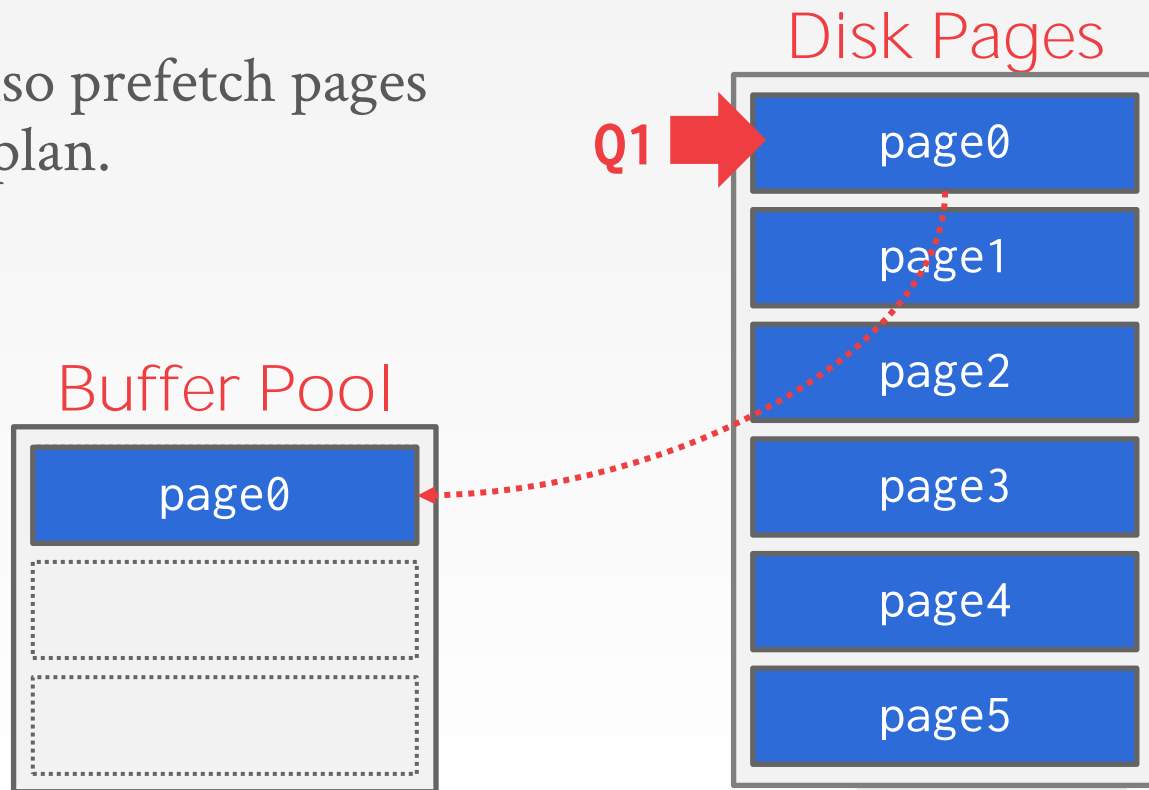 so prefetch pages
plan.
Disk Pages
Q1
page0
page1
page2
page3
page4
page5
Buffer Pool
page0